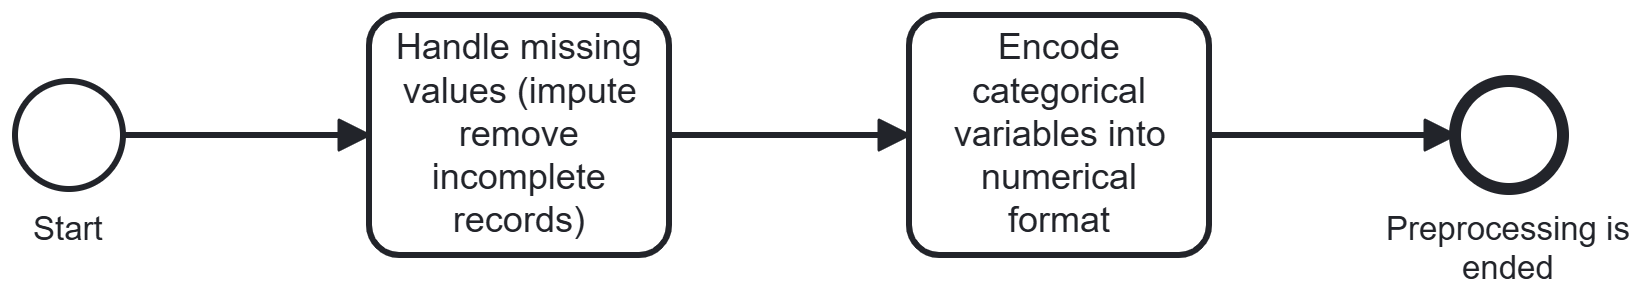 Start
Handle missing
values (impute
remove
incomplete
records)
Encode
categorical
variables into
numerical
format
Preprocessing is
ended